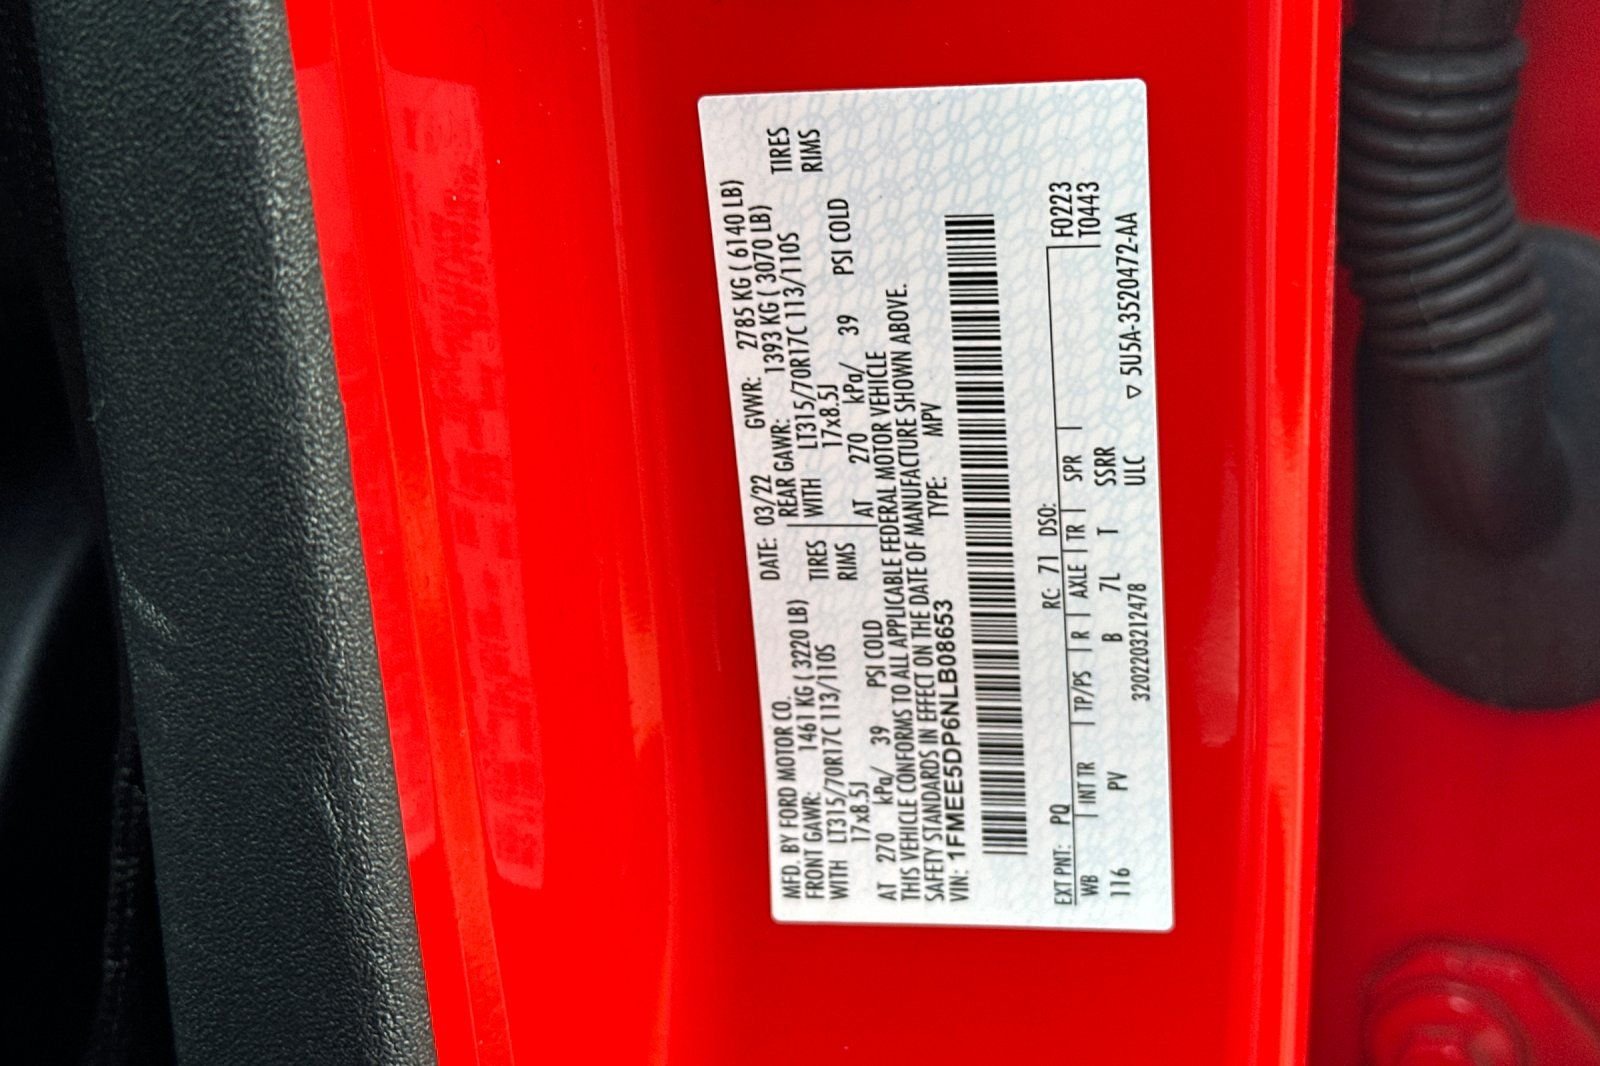 MFD. BY FORD MOTOR CO.
DATE: 03/22 GVWR: 2785 KG ( 6140 LB)
FRONT GAWR: 1461 KG ( 3220 LB)
REAR GAWR: 1393 KG ( 3070 LB)
WITH LT315/70R17C 113/110S TIRES
WITH LT315/70R17C 113/110S TIRES
17x8.5J RIMS
17x8.5J RIMS
AT 270 kPa/ 39 PSI COLD
AT 270 kPa/ 39 PSI COLD
THIS VEHICLE CONFORMS TO ALL APPLICABLE FEDERAL MOTOR VEHICLE
SAFETY STANDARDS IN EFFECT ON THE DATE OF MANUFACTURE SHOWN ABOVE.
VIN: 1FMEE5DP6NLB08653 TYPE: MPV
EXT PNT: PQ RC: 71 DSO: F0223
WB INT TR TP/PS R AXLE TR SPR T0443
116 PV B 7L T SSRR
ULC
3202203212478 ▽ 5U5A-3520472-AA